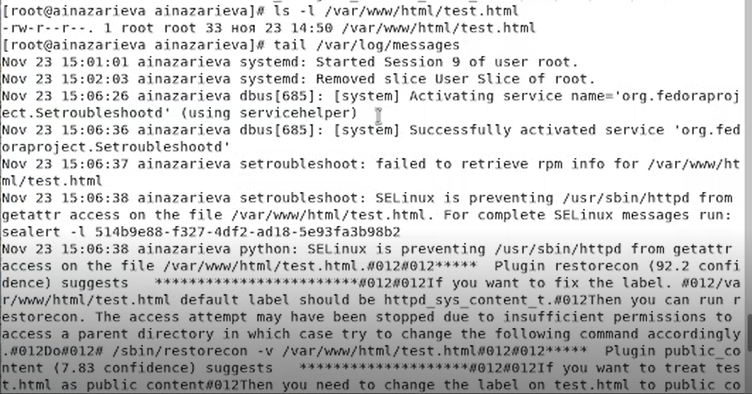 [root@ainazarieva ainazarieva]# ls -l /var/www/html/test.html
-rw-r--r--. 1 root root 33 ноя 23 14:50 /var/www/html/test.html
[root@ainazarieva ainazarieva]# tail /var/log/messages
Nov 23 15:01:01 ainazarieva systemd: Started Session 9 of user root.
Nov 23 15:02:03 ainazarieva systemd: Removed slice User Slice of root.
Nov 23 15:06:26 ainazarieva dbus[685]: [system] Activating service name='org.fedoraproj
ect.Setroubleshootd' (using servicehelper)
Nov 23 15:06:36 ainazarieva dbus[685]: [system] Successfully activated service 'org.fed
oraproject.Setroubleshootd'
Nov 23 15:06:37 ainazarieva setroubleshoot: failed to retrieve rpm info for /var/www/ht
ml/test.html
Nov 23 15:06:38 ainazarieva setroubleshoot: SELinux is preventing /usr/sbin/httpd from
getattr access on the file /var/www/html/test.html. For complete SELinux messages run:
sealert -l 514b9e88-f327-4df2-ad18-5e93fa3b98b2
Nov 23 15:06:38 ainazarieva python: SELinux is preventing /usr/sbin/httpd from getattr
access on the file /var/www/html/test.html.#012#012***** Plugin restorecon (92.2 confi
dence) suggests ************************#012#012If you want to fix the label. #012/va
r/www/html/test.html default label should be httpd_sys_content_t.#012Then you can run r
estorecon. The access attempt may have been stopped due to insufficient permissions to
access a parent directory in which case try to change the following command accordingly
.#012Do#012# /sbin/restorecon -v /var/www/html/test.html#012#012***** Plugin public_co
ntent (7.83 confidence) suggests ******************#012#012If you want to treat tes
t.html as public content#012Then you need to change the label on test.html to public co